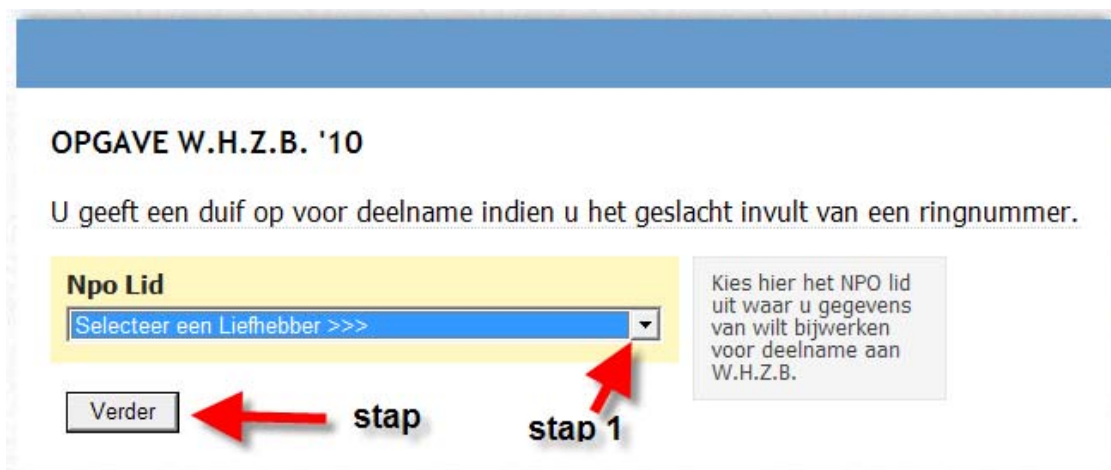 OPGAVE W.H.Z.B. '10
U geeft een duif op voor deelname indien u het geslacht invult van een ringnummer.
Npo Lid
Selecteer een Liefhebber >>>
Kies hier het NPO lid
uit waar u gegevens
van wilt bijwerken
voor deelname aan
W.H.Z.B.
Verder
stap
stap 1